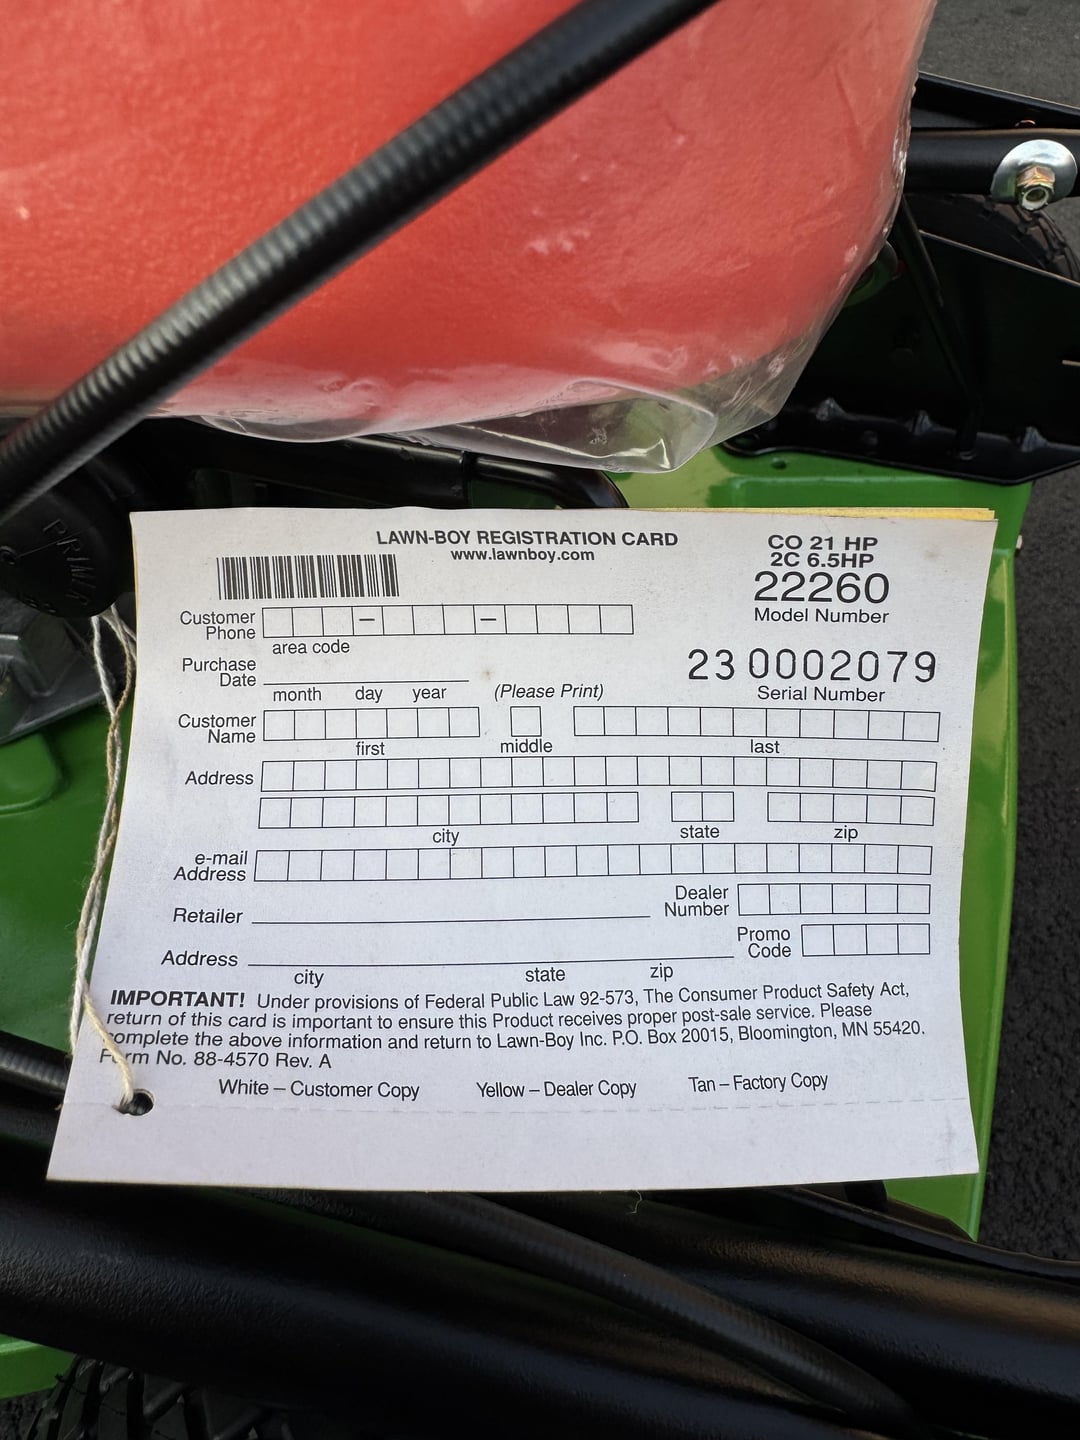 PRIMER
LAWN-BOY REGISTRATION CARD
www.lawnboy.com
CO 21 HP
2C 6.5HP
22260
Model Number
Customer Phone
area code
23 0002079
Serial Number
Purchase Date
month day year
(Please Print)
Customer Name
first middle last
Address
city state zip
e-mail Address
Retailer
Dealer Number
Promo Code
Address
city state zip
IMPORTANT! Under provisions of Federal Public Law 92-573, The Consumer Product Safety Act,
return of this card is important to ensure this Product receives proper post-sale service. Please
complete the above information and return to Lawn-Boy Inc. P.O. Box 20015, Bloomington, MN 55420.
Form No. 88-4570 Rev. A
White – Customer Copy Yellow – Dealer Copy Tan – Factory Copy